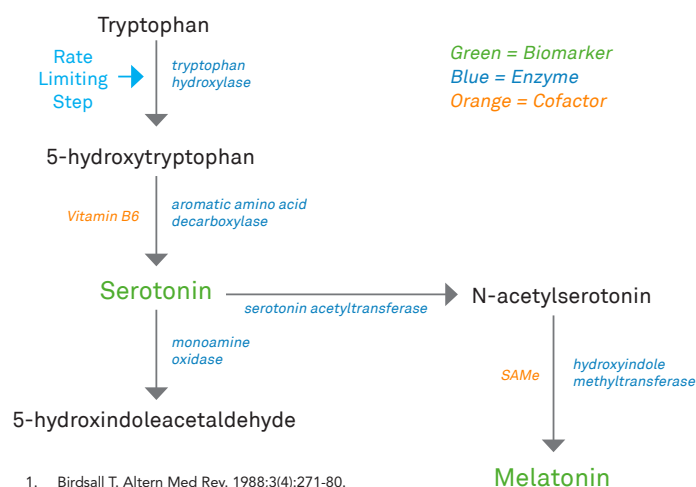 Tryptophan
Rate
Limiting
Step
tryptophan
hydroxylase
Green = Biomarker
Blue = Enzyme
Orange = Cofactor
5-hydroxytryptophan
Vitamin B6
aromatic amino acid
decarboxylase
Serotonin
serotonin acetyltransferase
N-acetylserotonin
monoamine
oxidase
SAMe
hydroxyindole
methyltransferase
5-hydroxindoleacetaldehyde
Melatonin
1. Birdsall T. Altern Med Rev. 1988:3(4):271-80.